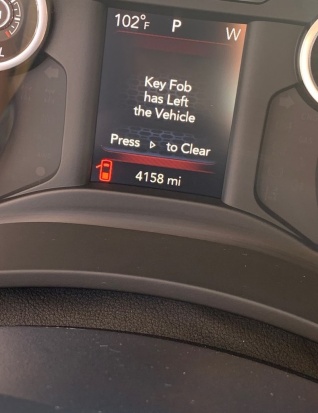 102°F P W
Key Fob
has Left
the Vehicle
Press ▷ to Clear
4158 mi